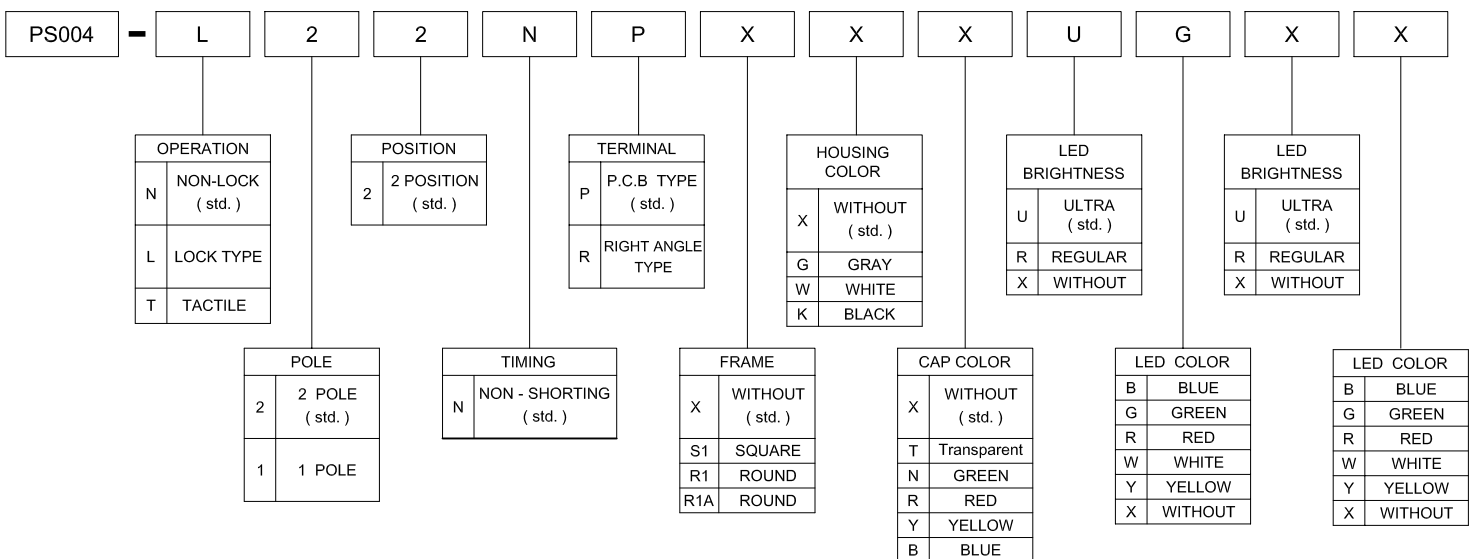 PS004 - L 2 2 N P X X X U G X X
OPERATION
N NON-LOCK
( std. )
L LOCK TYPE
T TACTILE
POSITION
2 2 POSITION
( std. )
TERMINAL
P P.C.B TYPE
( std. )
R RIGHT ANGLE
TYPE
HOUSING
COLOR
X WITHOUT
( std. )
G GRAY
W WHITE
K BLACK
LED
BRIGHTNESS
U ULTRA
( std. )
R REGULAR
X WITHOUT
LED
BRIGHTNESS
U ULTRA
( std. )
R REGULAR
X WITHOUT
POLE
2 2 POLE
( std. )
1 1 POLE
TIMING
N NON - SHORTING
( std. )
FRAME
X WITHOUT
( std. )
S1 SQUARE
R1 ROUND
R1A ROUND
CAP COLOR
X WITHOUT
( std. )
T Transparent
N GREEN
R RED
Y YELLOW
B BLUE
LED COLOR
B BLUE
G GREEN
R RED
W WHITE
Y YELLOW
X WITHOUT
LED COLOR
B BLUE
G GREEN
R RED
W WHITE
Y YELLOW
X WITHOUT